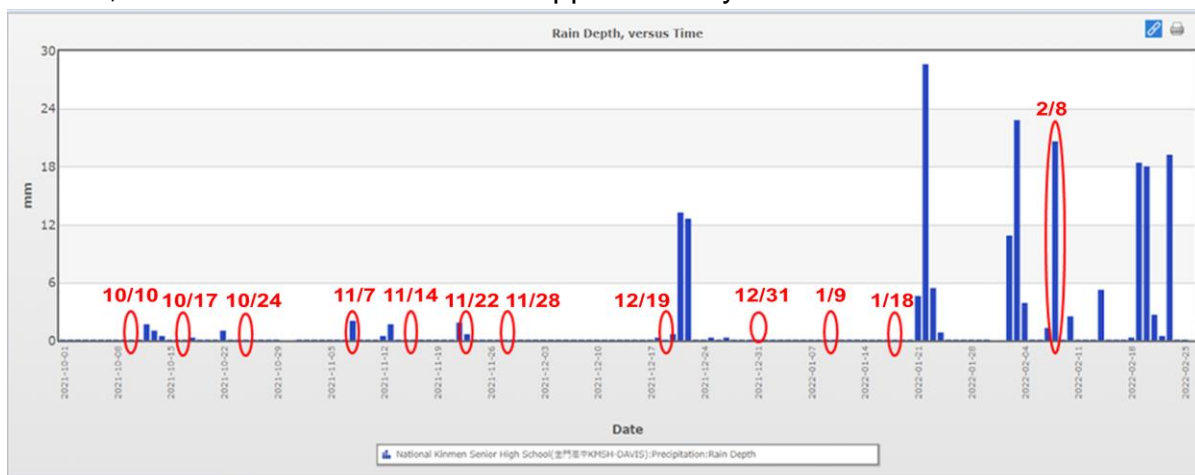 Rain Depth, versus Time
30
24
18
12
6
0
mm
2/8
10/10 10/17 10/24 11/7 11/14 11/22 11/28 12/19 12/31 1/9 1/18
2021-10-01 2021-10-08 2021-10-15 2021-10-22 2021-10-29 2021-11-05 2021-11-12 2021-11-19 2021-11-26 2021-12-03 2021-12-10 2021-12-17 2021-12-24 2021-12-31 2022-01-07 2022-01-14 2022-01-21 2022-01-28 2022-02-04 2022-02-11 2022-02-18 2022-02-25
Date
National Kinmen Senior High School(金門高中KMSH-DAVIS):Precipitation:Rain Depth